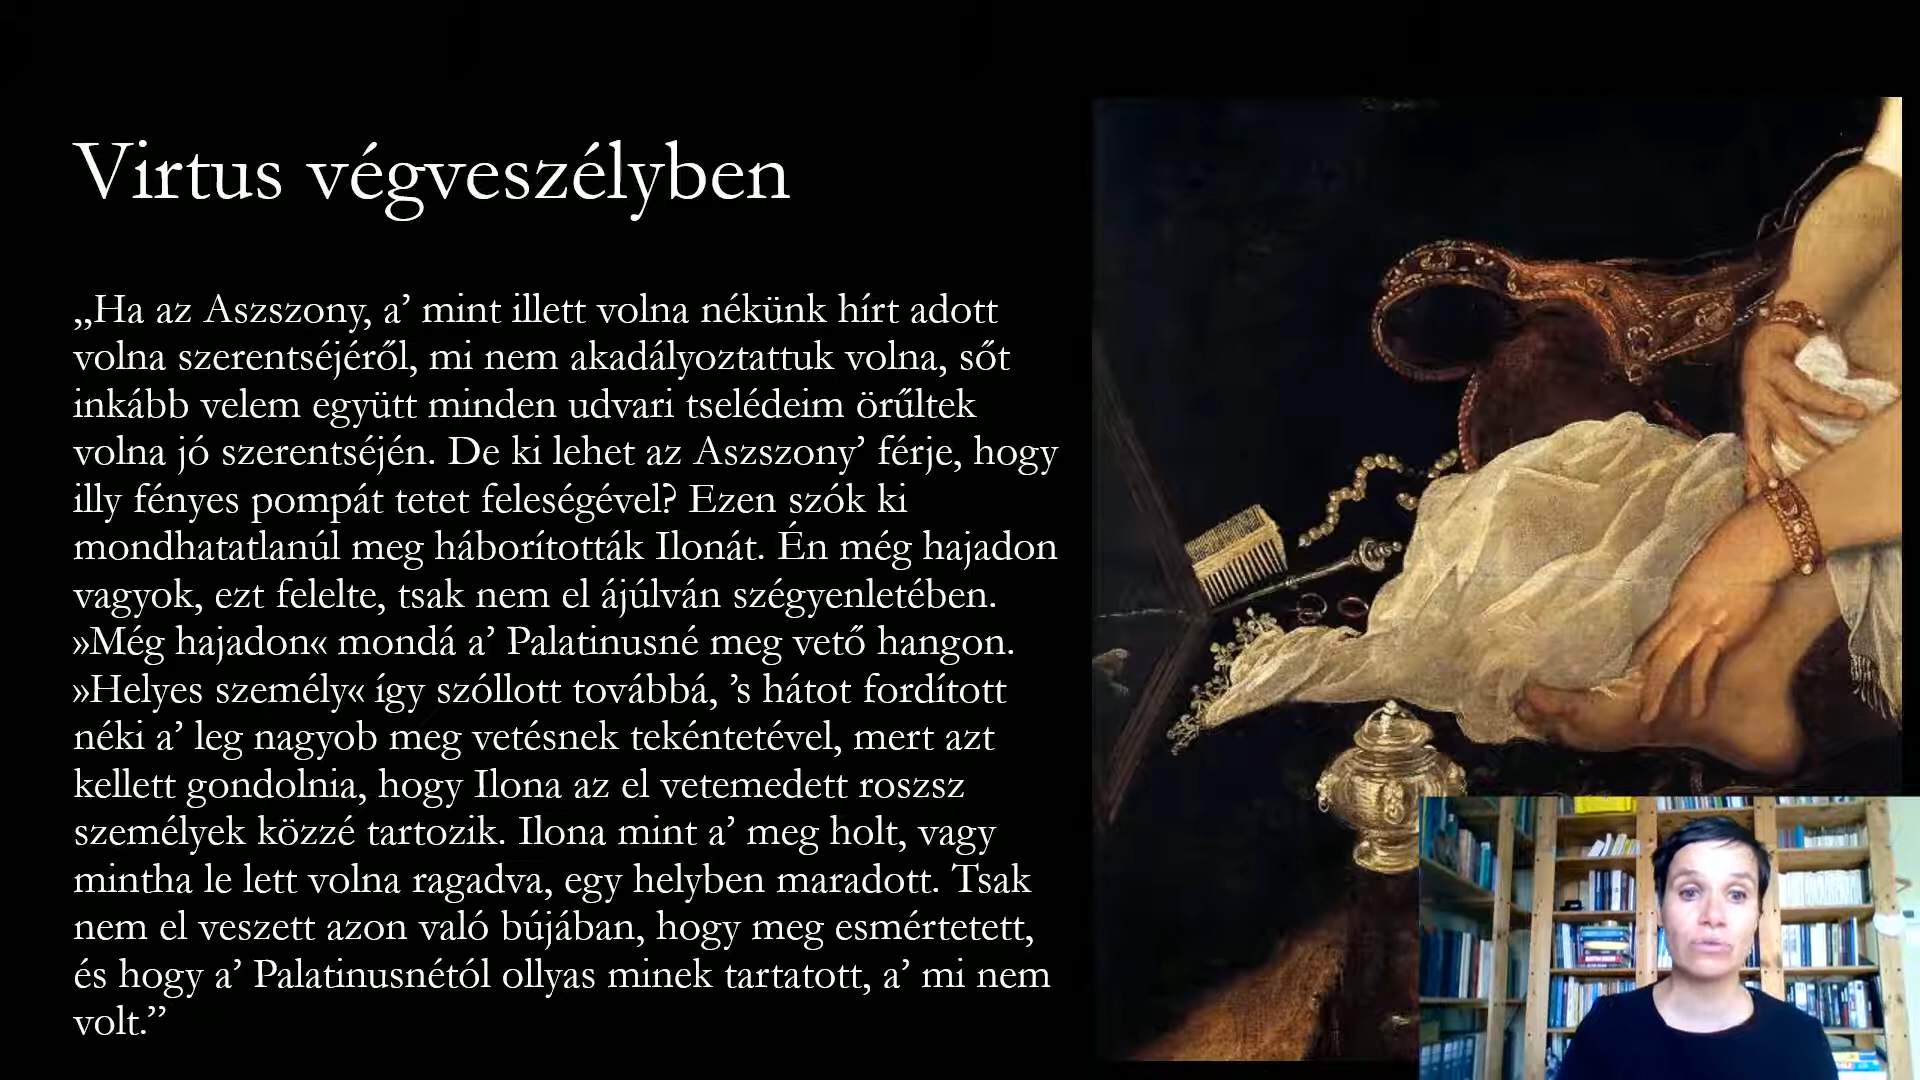 Virtus végveszélyben
„Ha az Aszszony, a’ mint illett volna nékünk hírt adott
volna szerentséjéről, mi nem akadályoztattuk volna, sőt
inkább velem együtt minden udvari tselédeim örűltek
volna jó szerentséjén. De ki lehet az Aszszony’ férje, hogy
illy fényes pompát tetet feleségével? Ezen szók ki
mondhatatlanúl meg háborították Ilonát. Én még hajadon
vagyok, ezt felelte, tsak nem el ájúlván szégyenletében.
»Még hajadon« mondá a’ Palatinusné meg vető hangon.
»Helyes személy« így szóllott továbbá, ’s hátot fordított
néki a’ leg nagyob meg vetésnek tekéntetével, mert azt
kellett gondolnia, hogy Ilona az el vetemedett roszsz
személyek közzé tartozik. Ilona mint a’ meg holt, vagy
mintha le lett volna ragadva, egy helyben maradott. Tsak
nem el veszett azon való bújában, hogy meg esmértetett,
és hogy a’ Palatinusnétól ollyas minek tartatott, a’ mi nem
volt.”